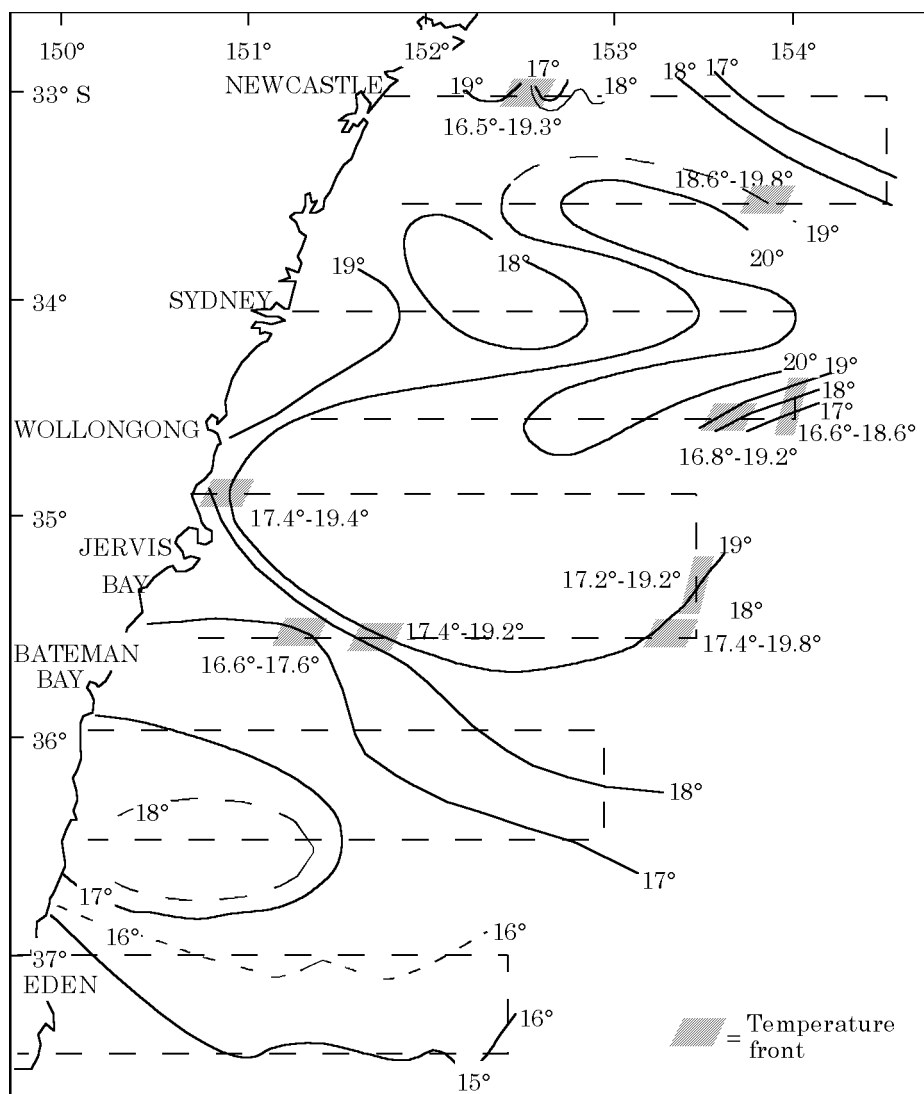 150° 151° 152° 153° 154°
NEWCASTLE
19° 17° 18° 18° 17°
33° S
16.5°-19.3°
18.6°-19.8°
19°
20°
19° 18°
34°
SYDNEY
20° 19°
18°
17°
WOLLONGONG
16.6°-18.6°
16.8°-19.2°
35°
17.4°-19.4°
JERVIS
BAY
19°
17.2°-19.2°
18°
17.4°-19.2°
17.4°-19.8°
16.6°-17.6°
BATEMAN
BAY
36°
18°
18°
17°
17°
16° 16°
37°
EDEN
16°
15°
= Temperature
front